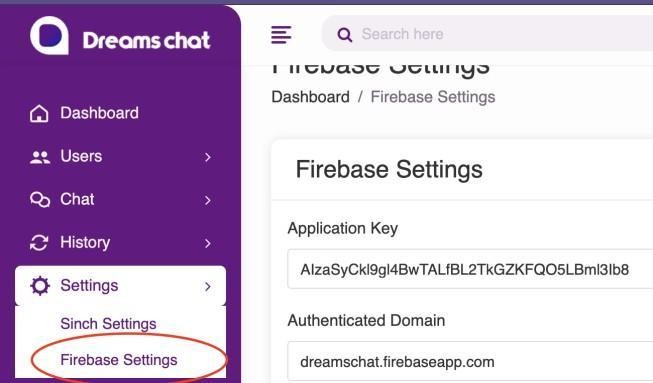 Dreams chat
Search here
Firebase Settings
Dashboard / Firebase Settings
Dashboard
Users
Chat
History
Settings
Sinch Settings
Firebase Settings
Firebase Settings
Application Key
AIzaSyCkl9gl4BwTALfBL2TkGZKFQO5LBml3Ib8
Authenticated Domain
dreamschat.firebaseapp.com